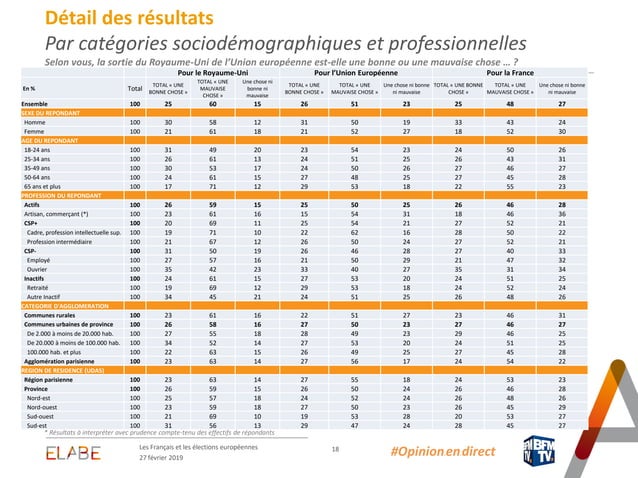 Détail des résultats
Par catégories sociodémographiques et professionnelles
Selon vous, la sortie du Royaume-Uni de l'Union européenne est-elle une bonne ou une mauvaise chose … ?
Pour le Royaume-Uni Pour l'Union Européenne Pour la France
En % Total TOTAL « UNE BONNE CHOSE » TOTAL « UNE MAUVAISE CHOSE » Une chose ni bonne ni mauvaise TOTAL « UNE BONNE CHOSE » TOTAL « UNE MAUVAISE CHOSE » Une chose ni bonne ni mauvaise TOTAL « UNE BONNE CHOSE » TOTAL « UNE MAUVAISE CHOSE » Une chose ni bonne ni mauvaise
Ensemble 100 25 60 15 26 51 23 25 48 27
SEXE DU REPONDANT
Homme 100 30 58 12 31 50 19 33 43 24
Femme 100 21 61 18 21 52 27 18 52 30
AGE DU REPONDANT
18-24 ans 100 31 49 20 23 54 23 24 50 26
25-34 ans 100 26 61 13 24 51 25 26 43 31
35-49 ans 100 30 53 17 24 50 26 27 46 27
50-64 ans 100 24 61 15 27 48 25 27 45 28
65 ans et plus 100 17 71 12 29 53 18 22 55 23
PROFESSION DU REPONDANT
Actifs 100 26 59 15 25 50 25 26 46 28
Artisan, commerçant (*) 100 23 61 16 15 54 31 18 46 36
CSP+ 100 20 69 11 25 54 21 27 52 21
Cadre, profession intellectuelle sup. 100 19 71 10 22 62 16 28 50 22
Profession intermédiaire 100 21 67 12 26 50 24 27 52 21
CSP- 100 31 50 19 26 46 28 27 40 33
Employé 100 27 57 16 21 50 29 21 47 32
Ouvrier 100 35 42 23 33 40 27 35 31 34
Inactifs 100 24 61 15 27 53 20 24 51 25
Retraité 100 19 69 12 29 53 18 24 52 24
Autre Inactif 100 34 45 21 24 51 25 26 48 26
CATEGORIE D'AGGLOMERATION
Communes rurales 100 23 61 16 22 51 27 23 46 31
Communes urbaines de province 100 26 58 16 27 50 23 27 46 27
De 2.000 à moins de 20.000 hab. 100 27 55 18 28 49 23 29 46 25
De 20.000 à moins de 100.000 hab. 100 34 52 14 27 53 20 24 51 25
100.000 hab. et plus 100 22 63 15 26 49 25 27 45 28
Agglomération parisienne 100 23 63 14 27 56 17 24 54 22
REGION DE RESIDENCE (UDA5)
Région parisienne 100 23 63 14 27 55 18 24 53 23
Province 100 26 59 15 26 50 24 26 46 28
Nord-est 100 25 57 18 24 52 24 26 48 26
Nord-ouest 100 23 59 18 27 50 23 26 45 29
Sud-ouest 100 21 69 10 19 53 28 20 53 27
Sud-est 100 31 56 13 29 47 24 28 45 27
* Résultats à interpréter avec prudence compte-tenu des effectifs de répondants
ELABE
Les Français et les élections européennes
27 février 2019
18
#Opinion en direct
BFM
TV.